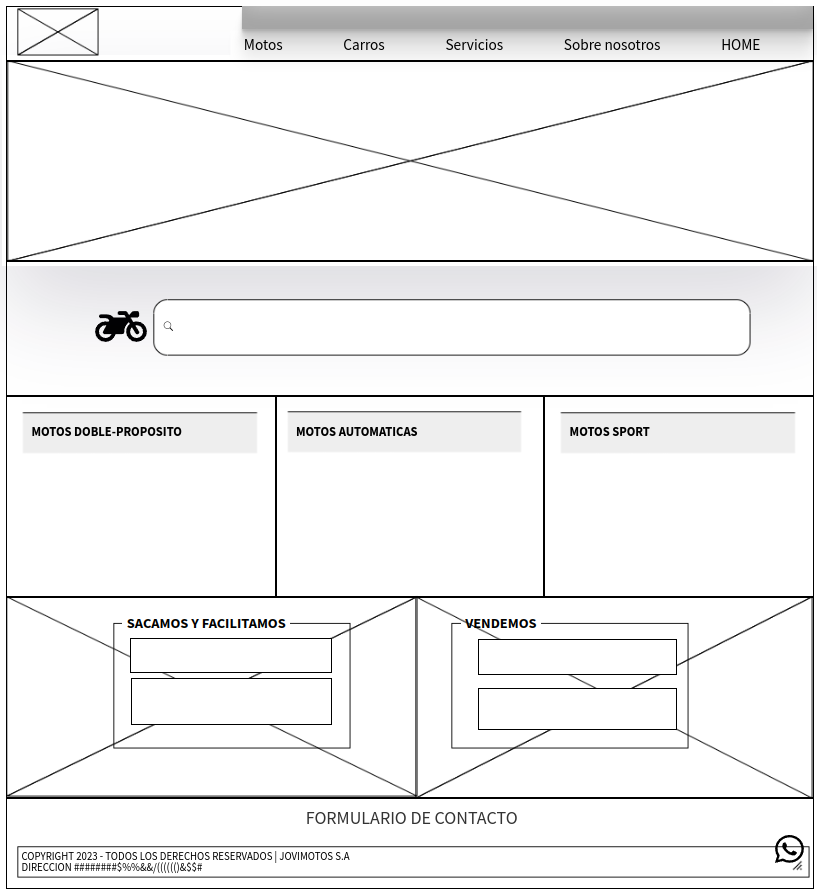 Motos Carros Servicios Sobre nosotros HOME
MOTOS DOBLE-PROPOSITO
MOTOS AUTOMATICAS
MOTOS SPORT
SACAMOS Y FACILITAMOS
VENDEMOS
FORMULARIO DE CONTACTO
COPYRIGHT 2023 - TODOS LOS DERECHOS RESERVADOS | JOVIMOTOS S.A
DIRECCION ########$%%&&/(((((()&$$#